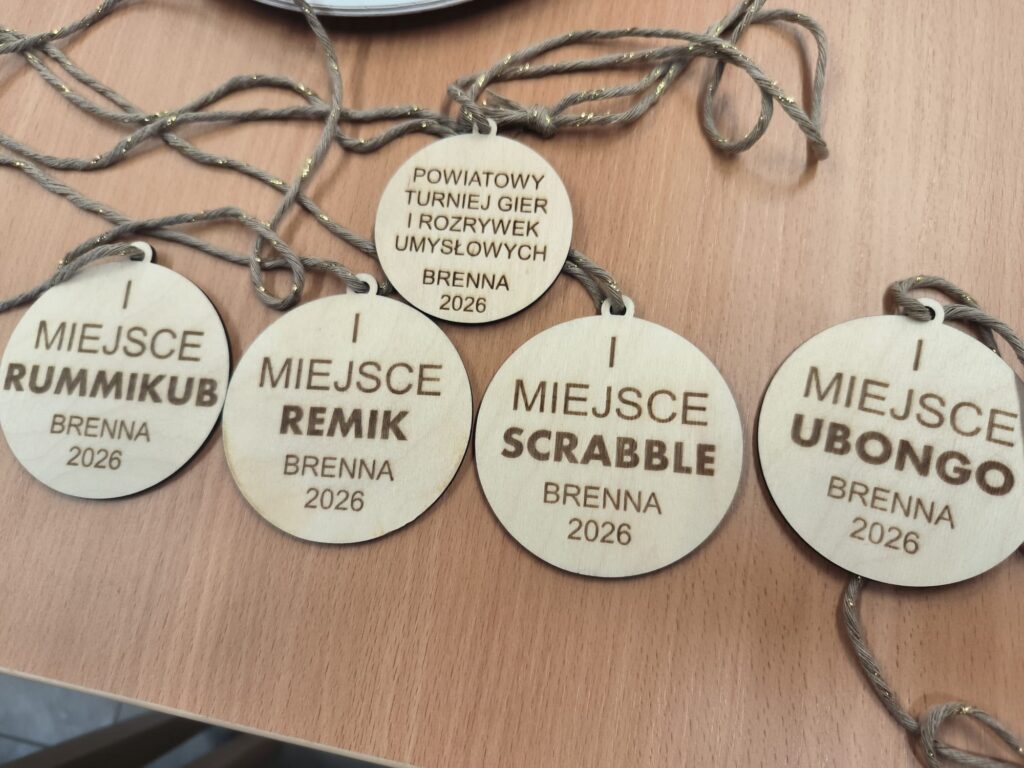 POWIATOWY
TURNIEJ GIER
I ROZRYWEK
UMYSŁOWYCH
BRENNA
2026
I
MIEJSCE
RUMMIKUB
BRENNA
2026
I
MIEJSCE
REMIK
BRENNA
2026
I
MIEJSCE
SCRABBLE
BRENNA
2026
I
MIEJSCE
UBONGO
BRENNA
2026